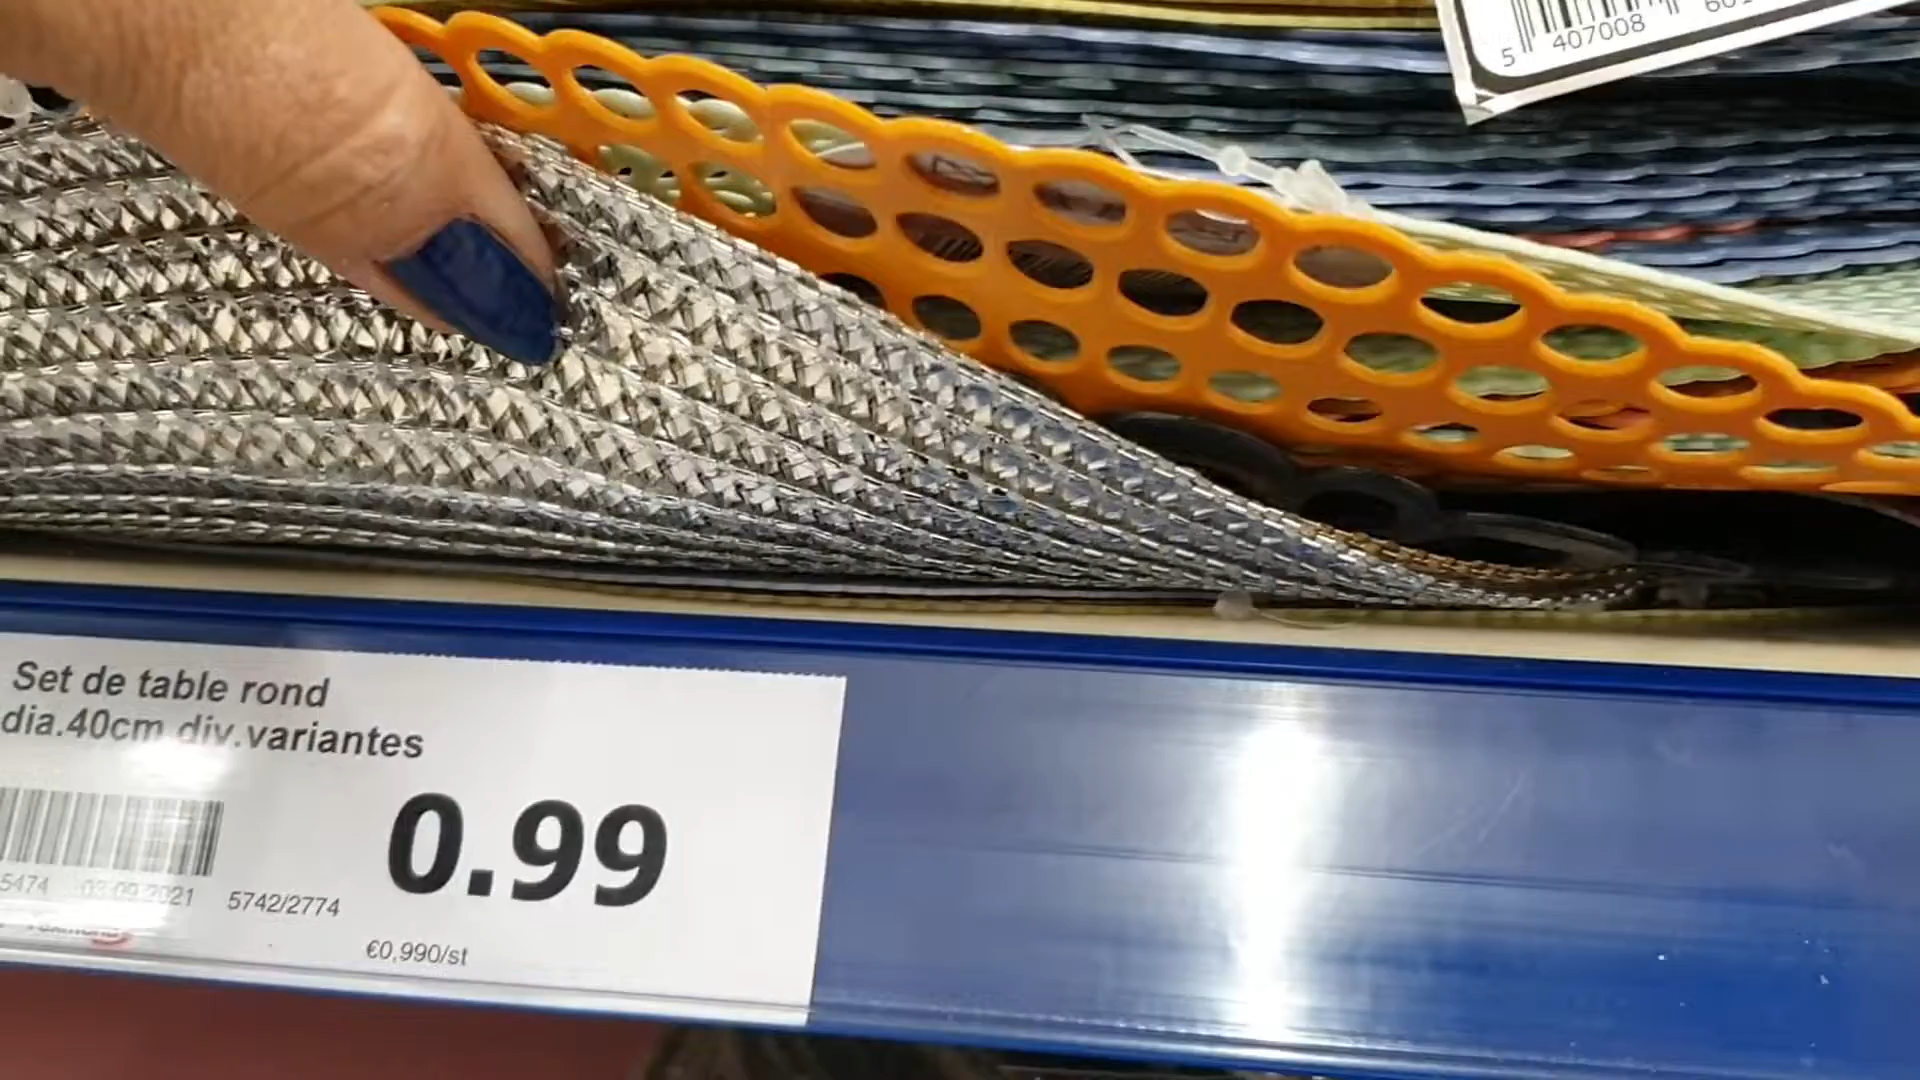 5 407008
Set de table rond
dia.40cm div.variantes
0.99
5474 03-09-2021 5742/2774
€0,990/st